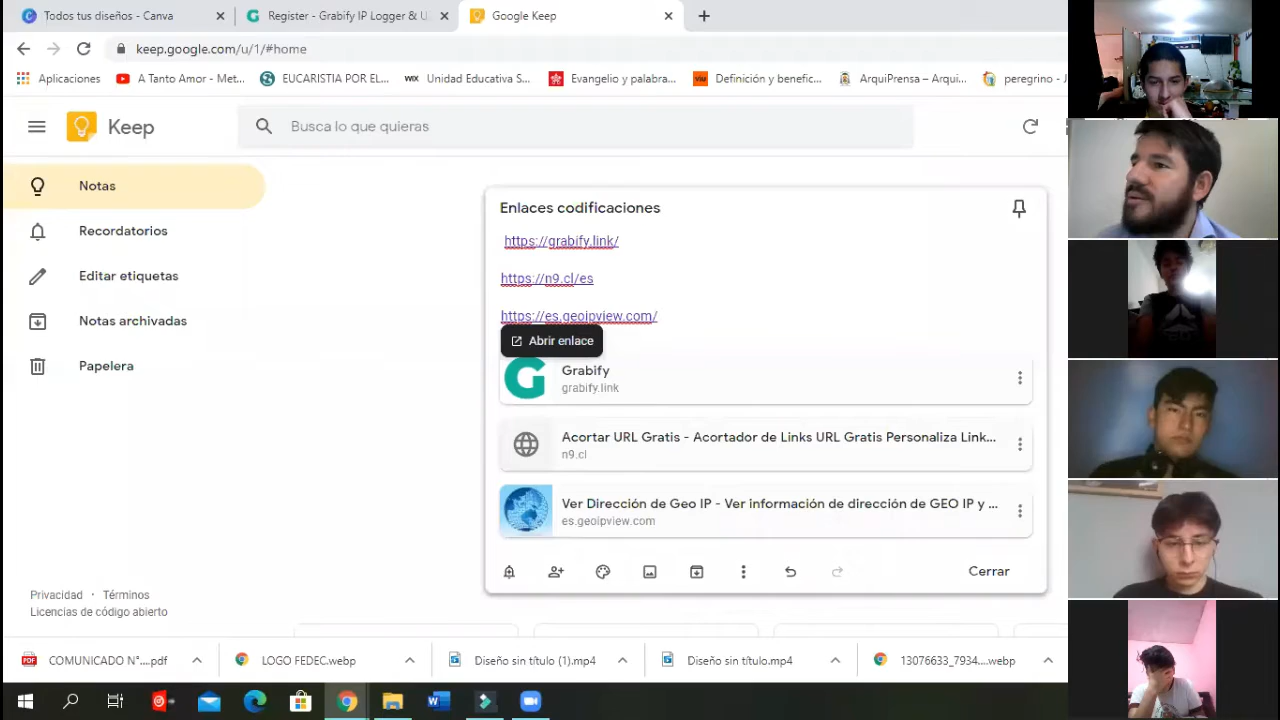 Todos tus diseños - Canva
Register - Grabify IP Logger & U
Google Keep
keep.google.com/u/1/#home
Aplicaciones
A Tanto Amor - Met...
EUCARISTIA POR EL...
WIX
Unidad Educativa S...
Evangelio y palabra...
VIU
Definición y benefic...
ArquiPrensa – Arqui...
peregrino - J
Keep
Busca lo que quieras
Notas
Recordatorios
Editar etiquetas
Notas archivadas
Papelera
Enlaces codificaciones
https://grabify.link/
https://n9.cl/es
https://es.geoipview.com/
Abrir enlace
Grabify
grabify.link
Acortar URL Gratis - Acortador de Links URL Gratis Personaliza Link...
n9.cl
Ver Dirección de Geo IP - Ver información de dirección de GEO IP y ...
es.geoipview.com
Cerrar
Privacidad · Términos
Licencias de código abierto
COMUNICADO N°....pdf
LOGO FEDEC.webp
Diseño sin título (1).mp4
Diseño sin título.mp4
13076633_7934....webp